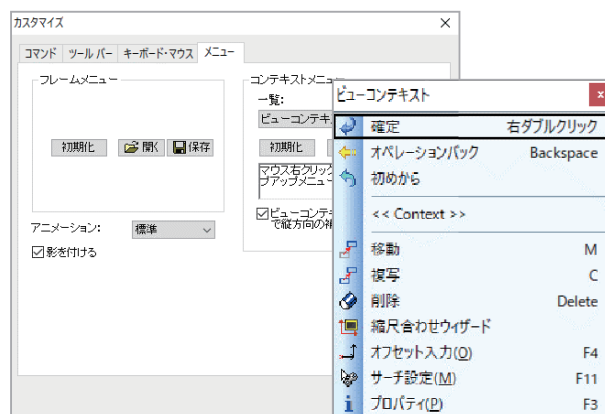 カスタマイズ
コマンド ツール バー キーボード・マウス メニュー
フレームメニュー
初期化 開く 保存
アニメーション: 標準
影を付ける
コンテキストメニュー
一覧:
ビューコンテキ
初期化
マウス右クリック
プアップメニュー
ビューコンテキ
で縦方向の補
ビューコンテキスト
確定 右ダブルクリック
オペレーションバック Backspace
初めから
<< Context >>
移動 M
複写 C
削除 Delete
縮尺合わせウィザード
オフセット入力(O) F4
サーチ設定(M) F11
プロパティ(P) F3